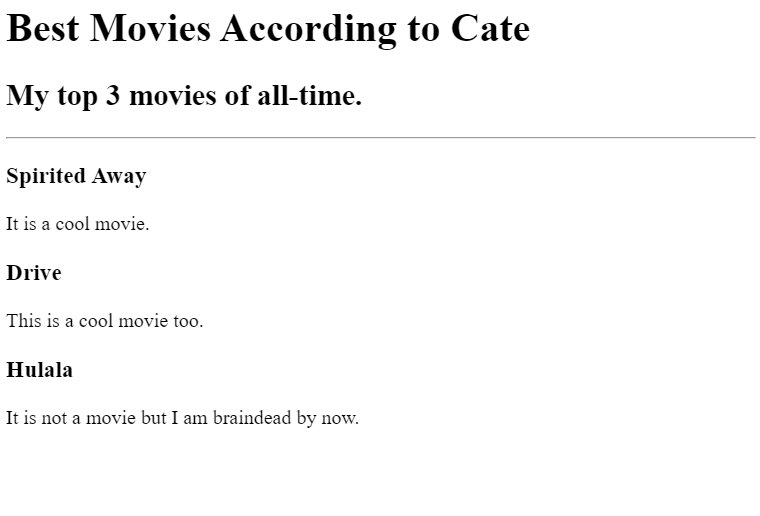 Best Movies According to Cate
My top 3 movies of all-time.
Spirited Away
It is a cool movie.
Drive
This is a cool movie too.
Hulala
It is not a movie but I am braindead by now.